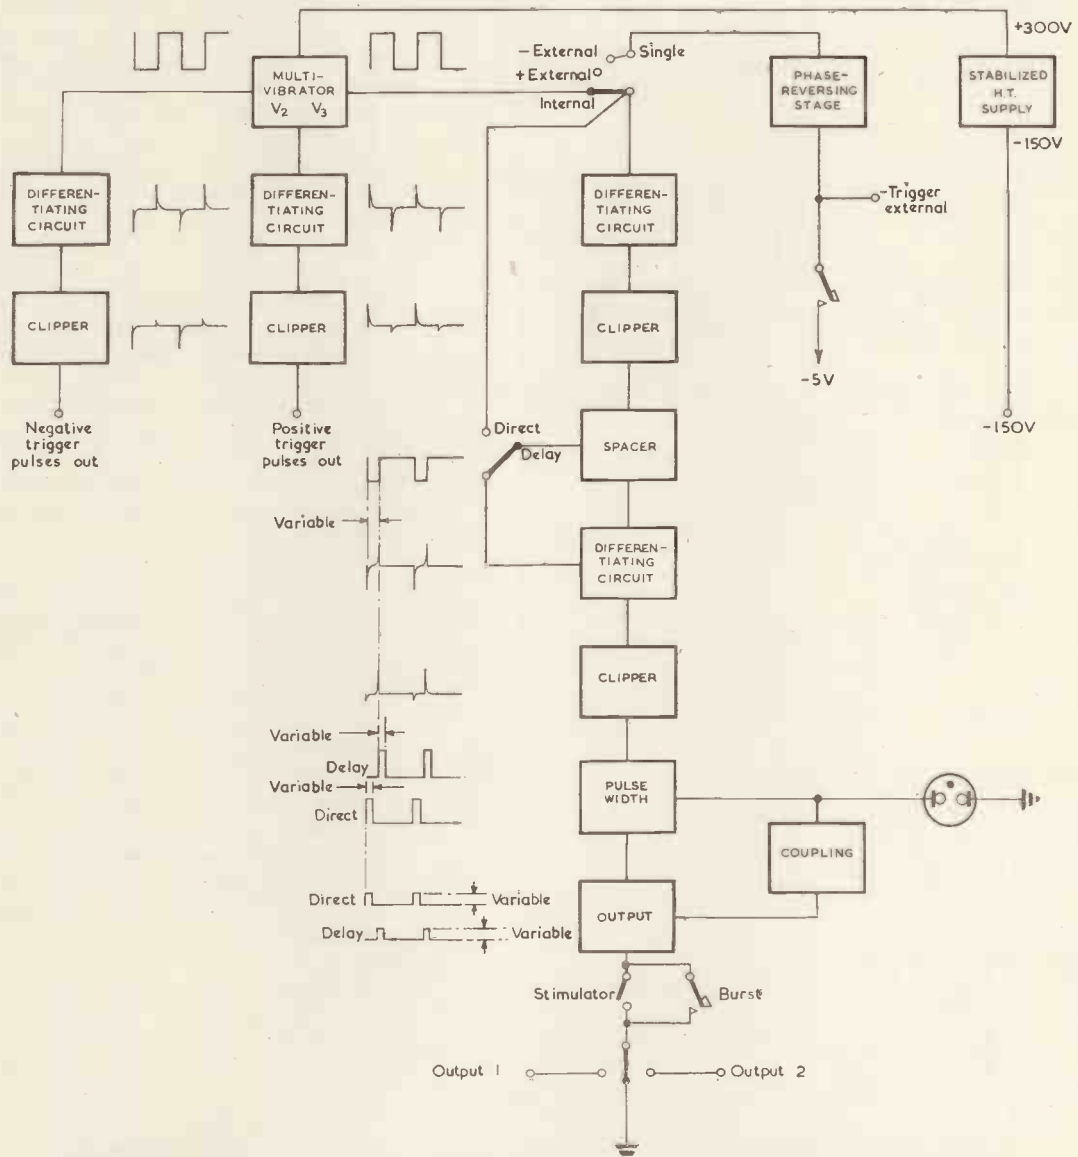 +300V
- External
Single
+ External
Internal
MULTI-
VIBRATOR
V2 V3
PHASE-
REVERSING
STAGE
STABILIZED
H.T.
SUPPLY
-150V
DIFFEREN-
TIATING
CIRCUIT
DIFFEREN-
TIATING
CIRCUIT
DIFFEREN-
TIATING
CIRCUIT
-Trigger
external
CLIPPER
CLIPPER
CLIPPER
-5V
-150V
Negative
trigger
pulses out
Positive
trigger
pulses out
Direct
Delay
SPACER
Variable
DIFFEREN-
TIATING
CIRCUIT
CLIPPER
Variable
Delay
Variable
Direct
PULSE
WIDTH
COUPLING
Direct
Variable
Delay
Variable
OUTPUT
Stimulator
Burst
Output 1
Output 2